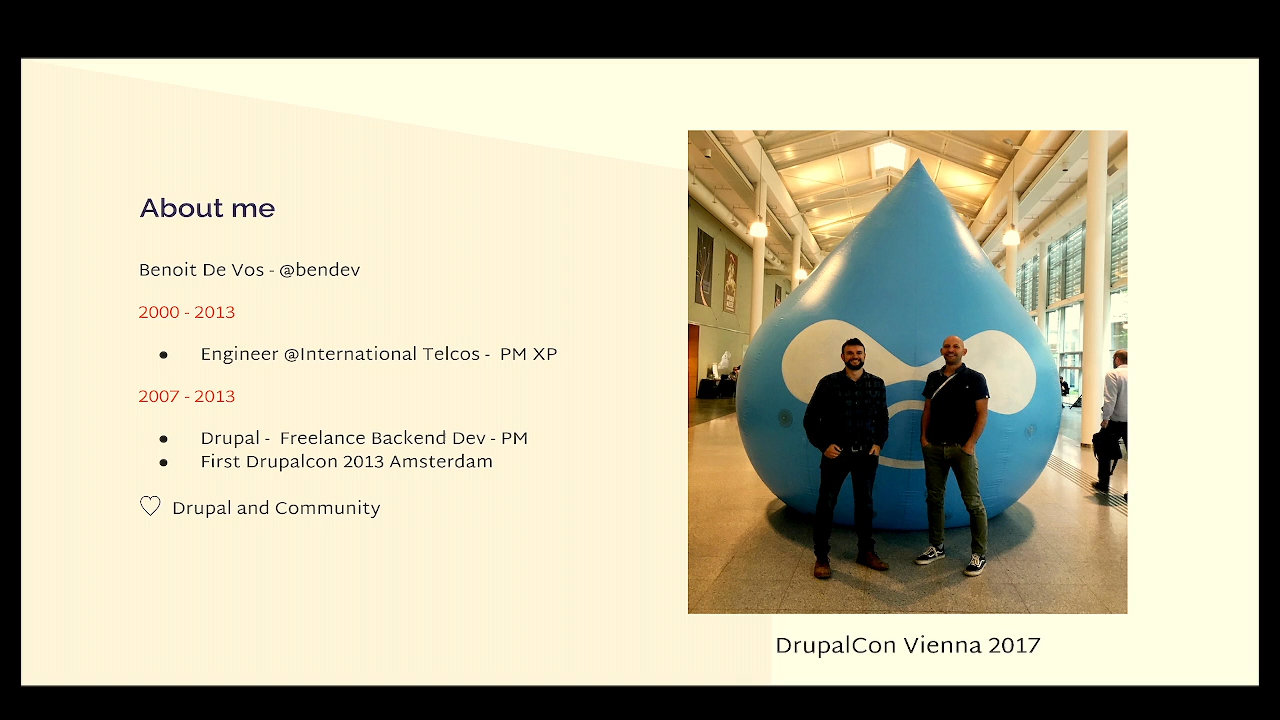 About me
Benoit De Vos - @bendev
2000 - 2013
● Engineer @International Telcos - PM XP
2007 - 2013
● Drupal - Freelance Backend Dev - PM
● First Drupalcon 2013 Amsterdam
♡ Drupal and Community
DrupalCon Vienna 2017